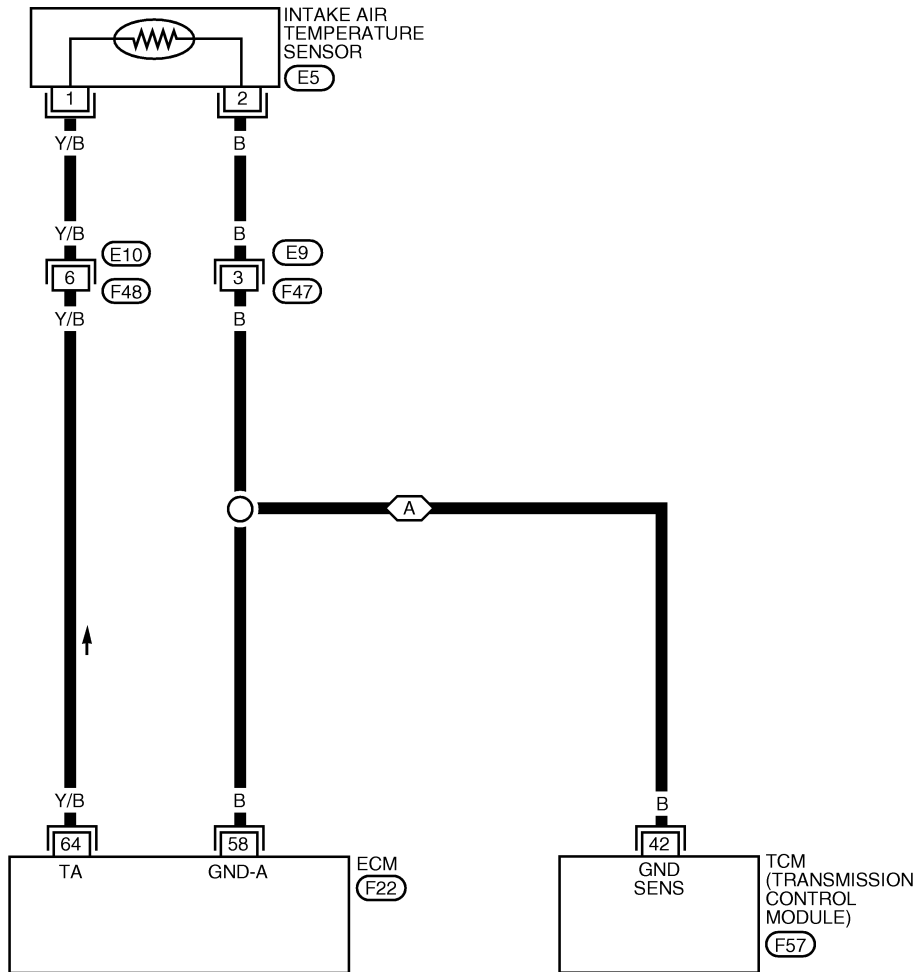 INTAKE AIR
TEMPERATURE
SENSOR
E5
1
2
Y/B
B
Y/B
B
E10
E9
6
3
F48
F47
Y/B
B
A
Y/B
B
B
64
58
42
TA
GND-A
ECM
F22
GND
SENS
TCM
(TRANSMISSION
CONTROL
MODULE)
F57